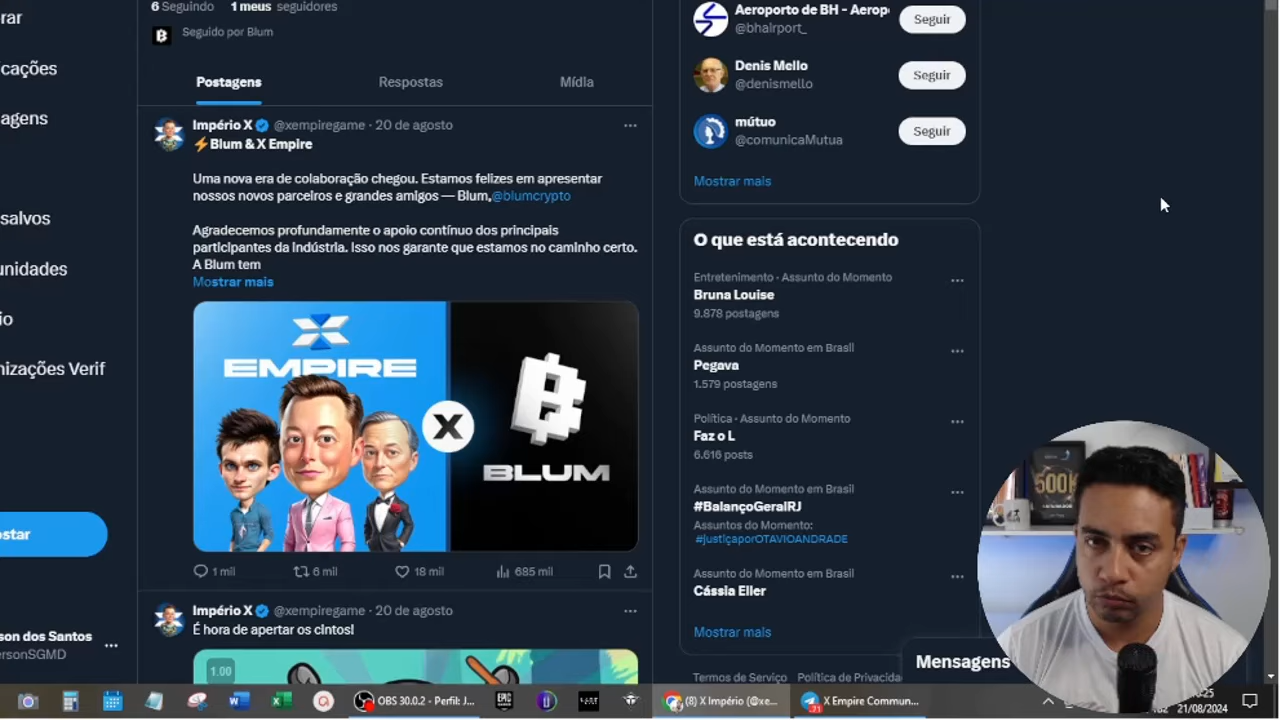 6 Seguindo 1 meus seguidores
Seguido por Blum
Postagens Respostas Mídia
Império X @xempiregame · 20 de agosto
⚡Blum & X Empire
Uma nova era de colaboração chegou. Estamos felizes em apresentar
nossos novos parceiros e grandes amigos — Blum,@blumcrypto
Agradecemos profundamente o apoio contínuo dos principais
participantes da indústria. Isso nos garante que estamos no caminho certo.
A Blum tem
Mostrar mais
EMPIRE
X
BLUM
1 mil 6 mil 18 mil 685 mil
Império X @xempiregame · 20 de agosto
É hora de apertar os cintos!
1.00
rar
cações
agens
salvos
unidades
io
nizações Verif
star
son dos Santos
ersonSGMD
Aeroporto de BH - Aerop
@bhairport_
Seguir
Denis Mello
@denismello
Seguir
mútuo
@comunicaMutua
Seguir
Mostrar mais
O que está acontecendo
Entretenimento · Assunto do Momento
Bruna Louise
9.878 postagens
Assunto do Momento em Brasil
Pegava
1.579 postagens
Política · Assunto do Momento
Faz o L
6.616 posts
Assunto do Momento em Brasil
#BalançoGeralRJ
Assuntos do Momento:
#justiçaporOTAVIOANDRADE
Assunto do Momento em Brasil
Cássia Eller
Mostrar mais
Termos de Serviço Política de Privacida
Mensagens
500K
OBS 30.0.2 - Perfil: J...
EPIC
(8) X Império (@xe...
71
X Empire Commun...
21/08/2024